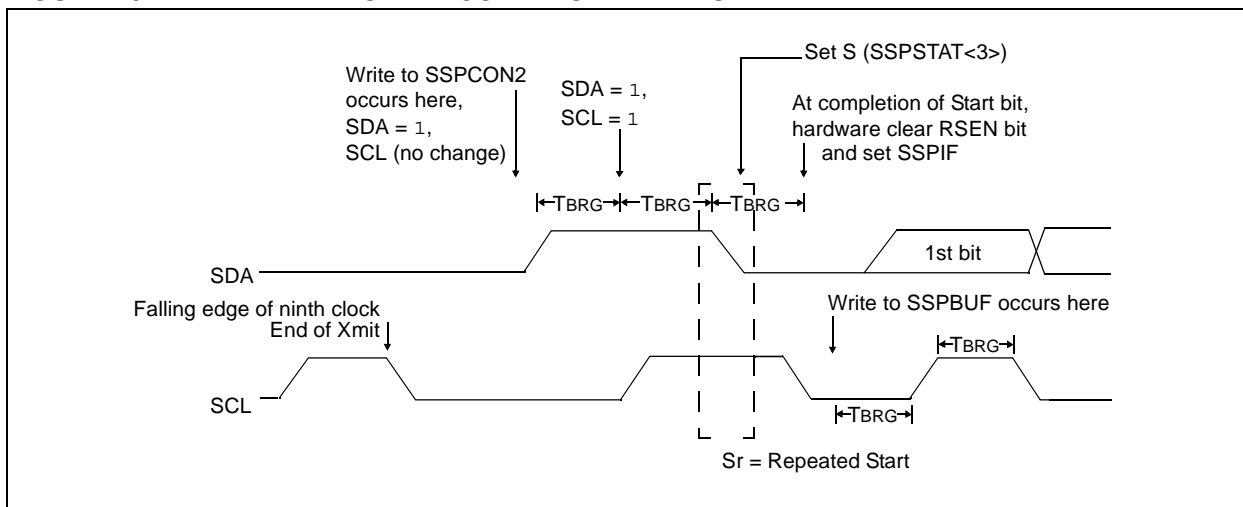 Set S (SSPSTAT<3>)
Write to SSPCON2
occurs here,
SDA = 1,
SCL (no change)
SDA = 1,
SCL = 1
At completion of Start bit,
hardware clear RSEN bit
and set SSPIF
TBRG
TBRG
TBRG
SDA
1st bit
Falling edge of ninth clock
End of Xmit
Write to SSPBUF occurs here
TBRG
SCL
TBRG
Sr = Repeated Start